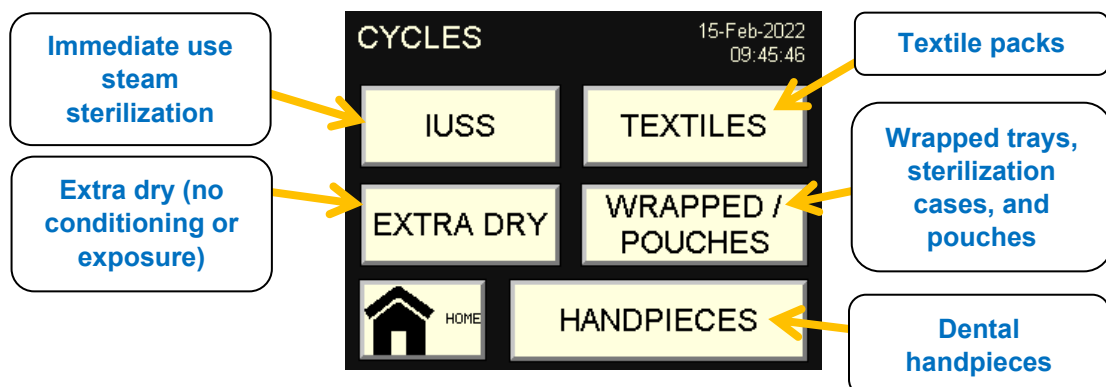 Immediate use
steam
sterilization
Extra dry (no
conditioning or
exposure)
CYCLES
15-Feb-2022
09:45:46
IUSS
TEXTILES
EXTRA DRY
WRAPPED /
POUCHES
HOME
HANDPIECES
Textile packs
Wrapped trays,
sterilization
cases, and
pouches
Dental
handpieces